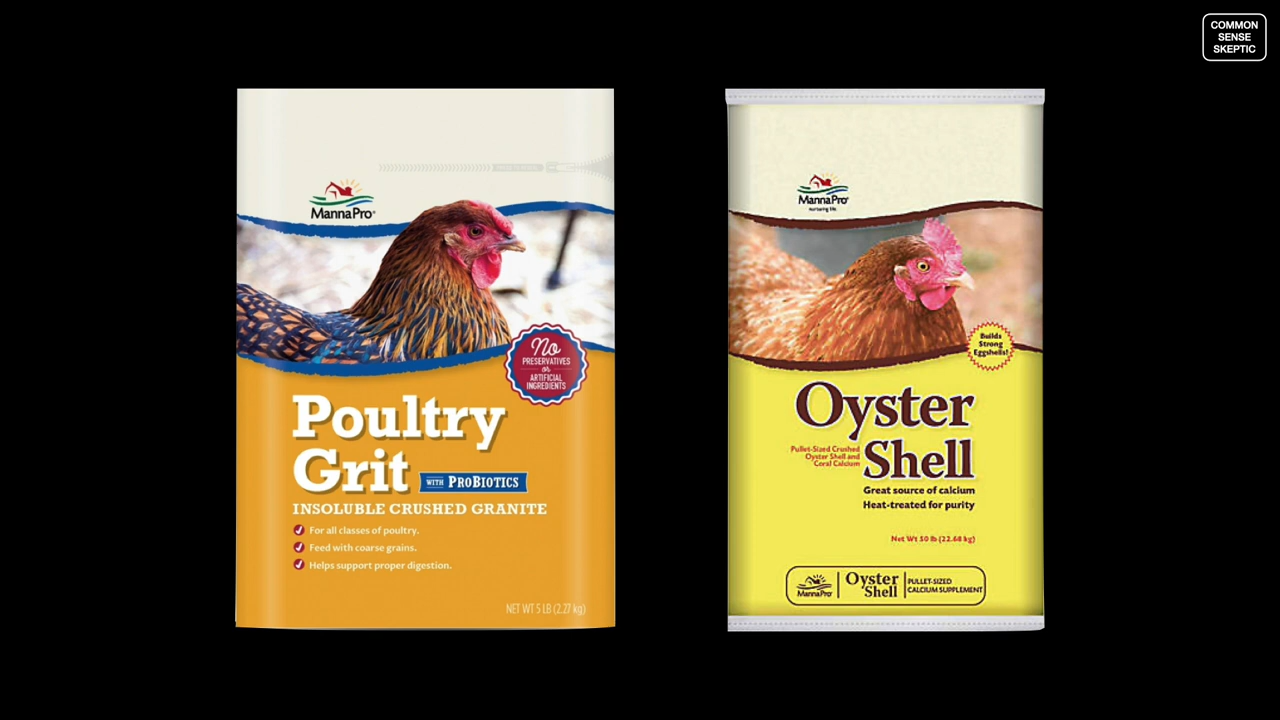 COMMON
SENSE
SKEPTIC
MannaPro®
No
PRESERVATIVES
or
ARTIFICIAL
INGREDIENTS
Poultry
Grit WITH PROBIOTICS
INSOLUBLE CRUSHED GRANITE
For all classes of poultry.
Feed with coarse grains.
Helps support proper digestion.
NET WT 5 LB (2.27 kg)
MannaPro®
nurturing life.
Builds
Strong
Eggshells!
Oyster
Shell
Pullet-Sized Crushed
Oyster Shell and
Coral Calcium
Great source of calcium
Heat-treated for purity
Net Wt 50 lb (22.68 kg)
MannaPro
Oyster
Shell
PULLET-SIZED
CALCIUM SUPPLEMENT